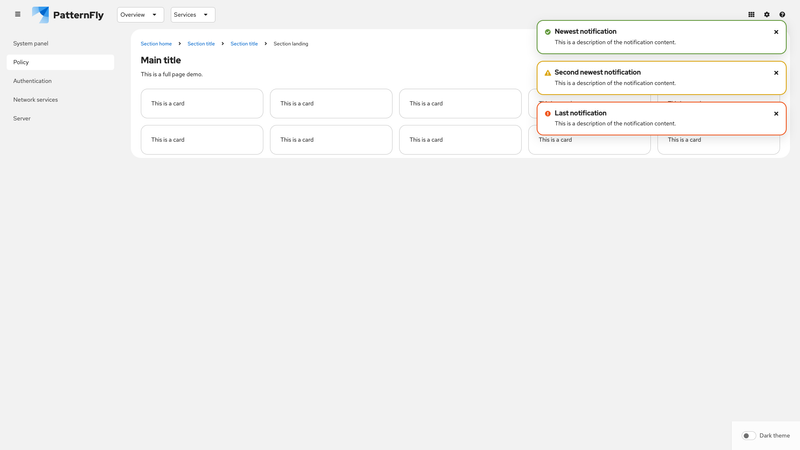 PatternFly
Overview
Services
System panel
Policy
Authentication
Network services
Server
Section home
Section title
Section title
Section landing
Main title
This is a full page demo.
This is a card
This is a card
This is a card
This is a card
This is a card
This is a card
This is a card
This is a card
Newest notification
This is a description of the notification content.
Second newest notification
This is a description of the notification content.
Last notification
This is a description of the notification content.
Dark theme